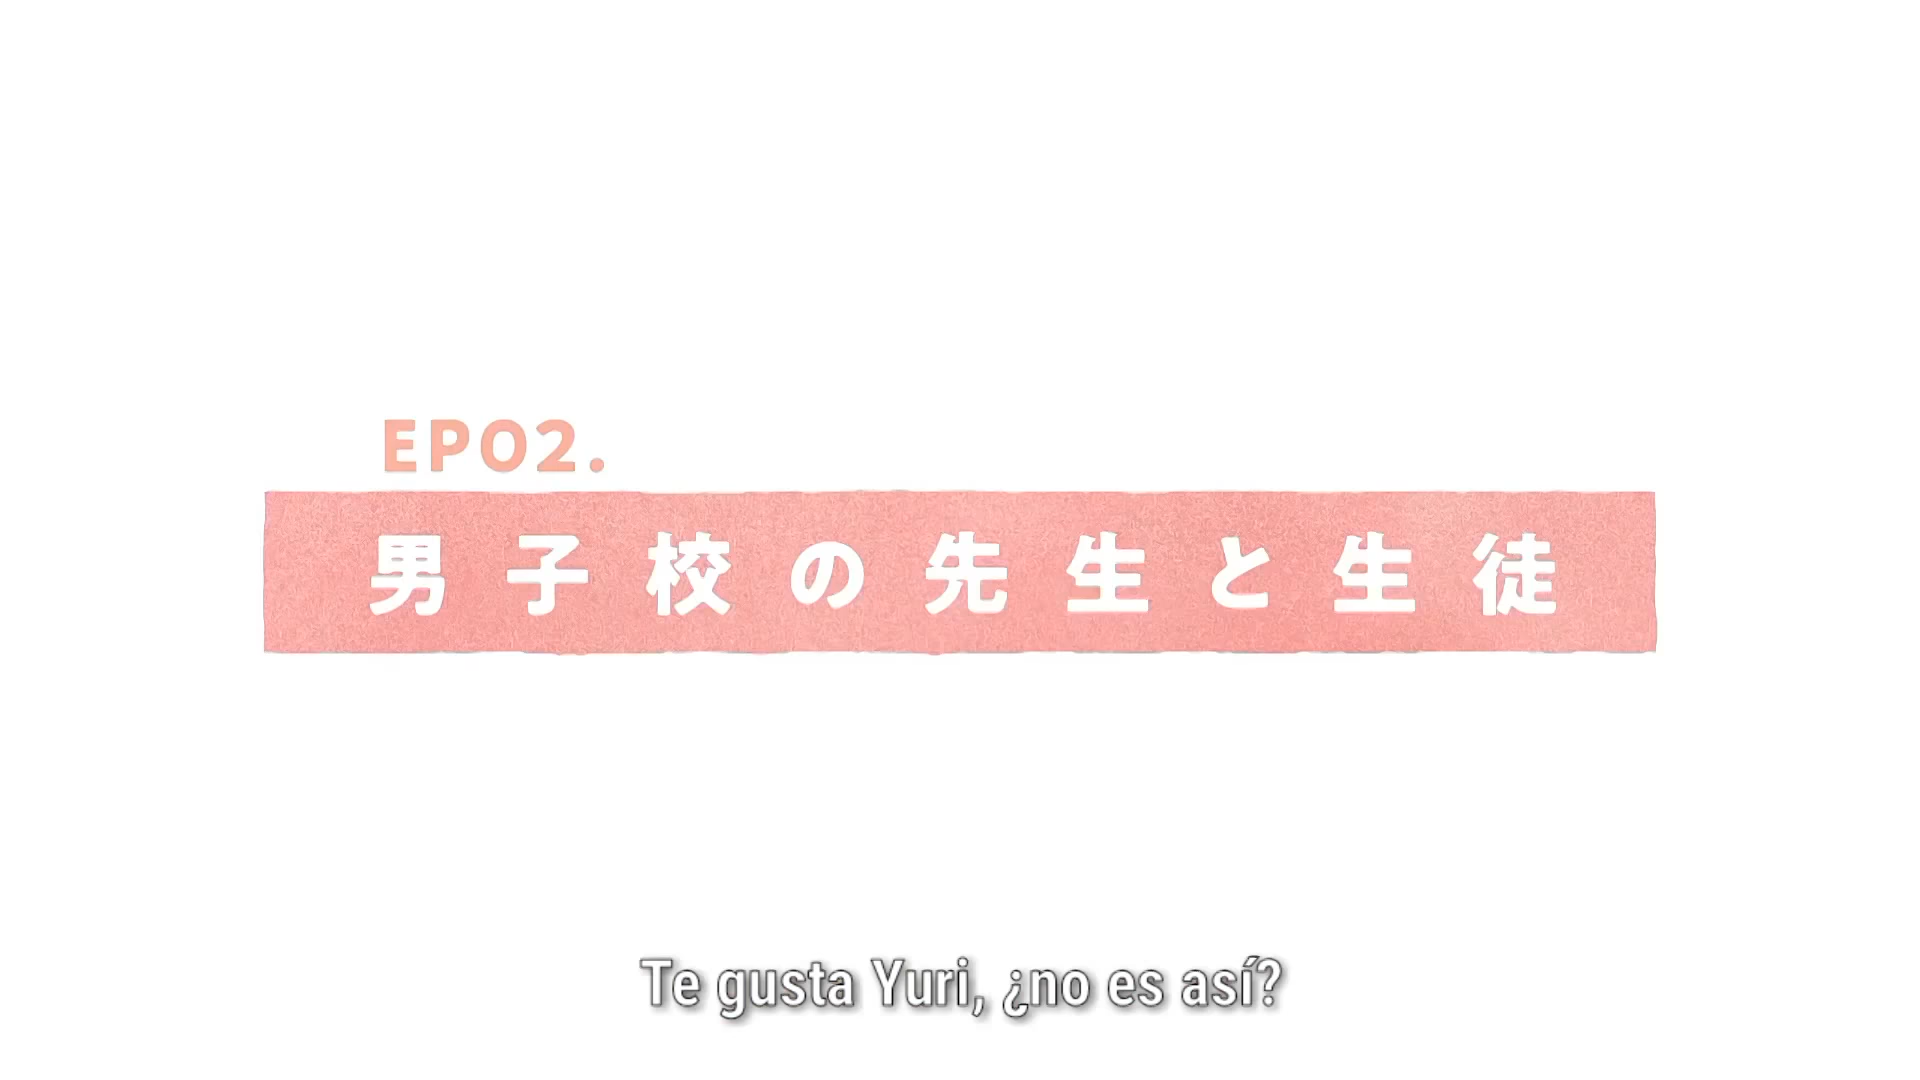 EP02.
男子校の先生と生徒
Te gusta Yuri, ¿no es así?